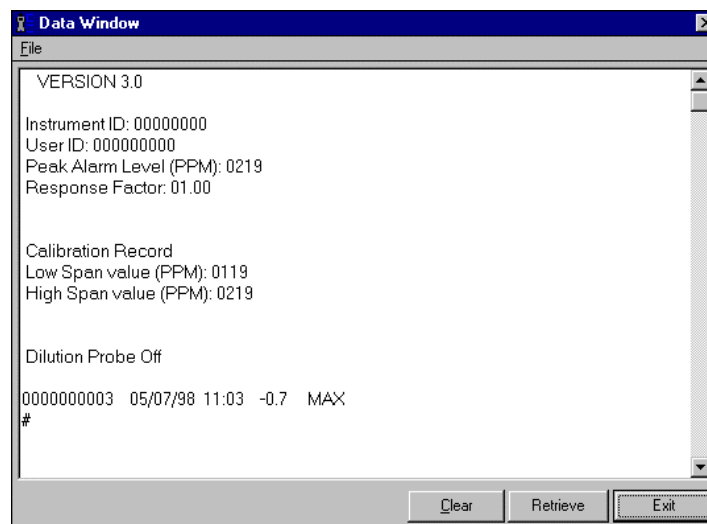 Data Window
File
VERSION 3.0
Instrument ID: 00000000
User ID: 000000000
Peak Alarm Level (PPM): 0219
Response Factor: 01.00
Calibration Record
Low Span value (PPM): 0119
High Span value (PPM): 0219
Dilution Probe Off
0000000003 05/07/98 11:03 -0.7 MAX
#
Clear Retrieve Exit